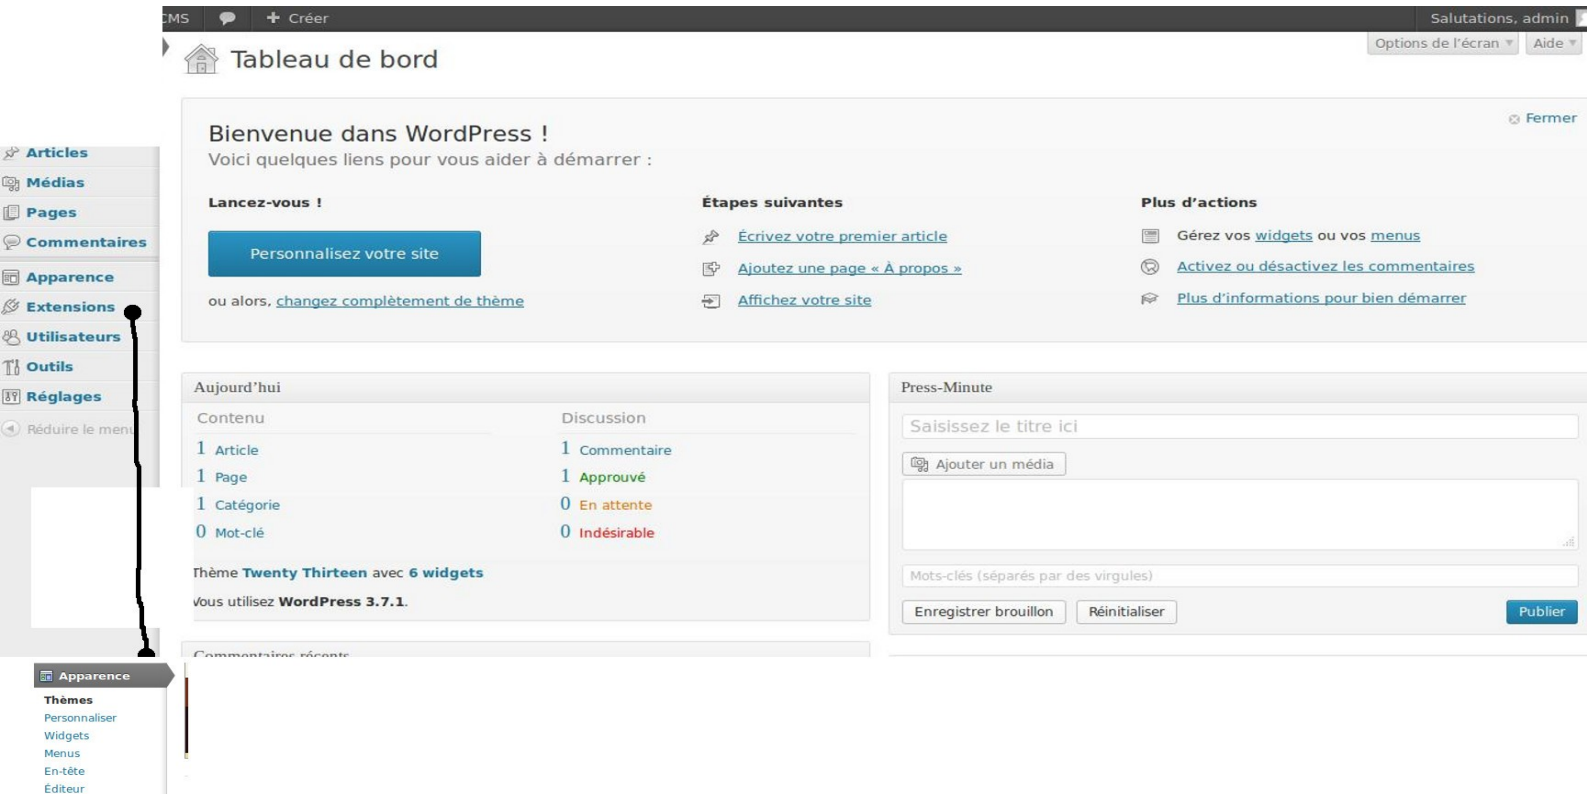 CMS Créer Salutations, admin
Options de l'écran Aide
Tableau de bord
Fermer
Bienvenue dans WordPress !
Voici quelques liens pour vous aider à démarrer :
Lancez-vous !
Personnalisez votre site
ou alors, changez complètement de thème
Étapes suivantes
Écrivez votre premier article
Ajoutez une page « À propos »
Affichez votre site
Plus d'actions
Gérez vos widgets ou vos menus
Activez ou désactivez les commentaires
Plus d'informations pour bien démarrer
Articles
Médias
Pages
Commentaires
Apparence
Extensions
Utilisateurs
Outils
Réglages
Réduire le menu
Aujourd'hui
Contenu
1 Article
1 Page
1 Catégorie
0 Mot-clé
Discussion
1 Commentaire
1 Approuvé
0 En attente
0 Indésirable
Thème Twenty Thirteen avec 6 widgets
Vous utilisez WordPress 3.7.1.
Commentaires récents
Press-Minute
Saisissez le titre ici
Ajouter un média
Mots-clés (séparés par des virgules)
Enregistrer brouillon Réinitialiser Publier
Apparence
Thèmes
Personnaliser
Widgets
Menus
En-tête
Éditeur